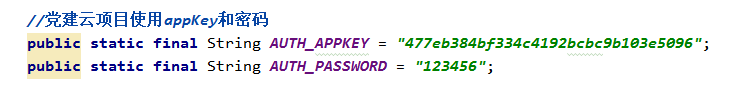 //党建云项目使用appKey和密码
public static final String AUTH_APPKEY = "477eb384bf334c4192bcbc9b103e5096";
public static final String AUTH_PASSWORD = "123456";